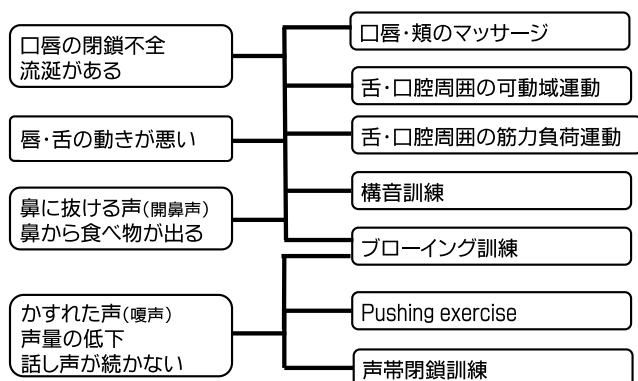 口唇の閉鎖不全
流涎がある
唇・舌の動きが悪い
鼻に抜ける声(開鼻声)
鼻から食べ物が出る
かすれた声(嗄声)
声量の低下
話し声が続かない
口唇・頬のマッサージ
舌・口腔周囲の可動域運動
舌・口腔周囲の筋力負荷運動
構音訓練
ブローイング訓練
Pushing exercise
声帯閉鎖訓練